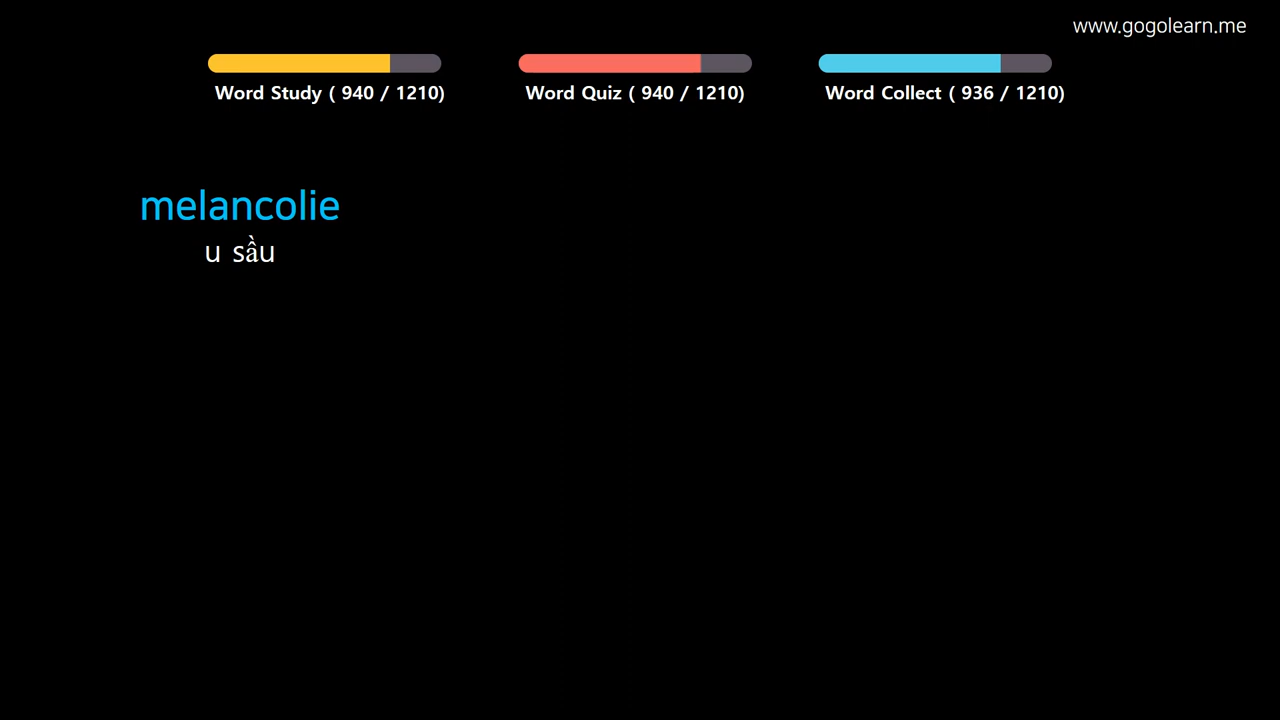 www.gogolearn.me
Word Study ( 940 / 1210)
Word Quiz ( 940 / 1210)
Word Collect ( 936 / 1210)
melancolie
u sầu